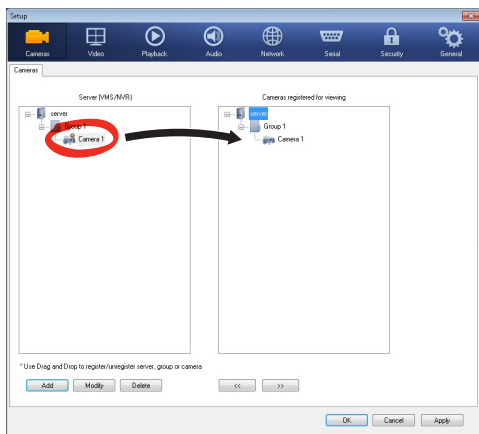 Setup
Cameras Video Playback Audio Network Serial Security General
Cameras
Server (VMS/NVR) Cameras registered for viewing
server server
Group 1 Group 1
Camera 1 Camera 1
* Use Drag and Drop to register/unregister server, group or camera
Add Modify Delete << >>
OK Cancel Apply